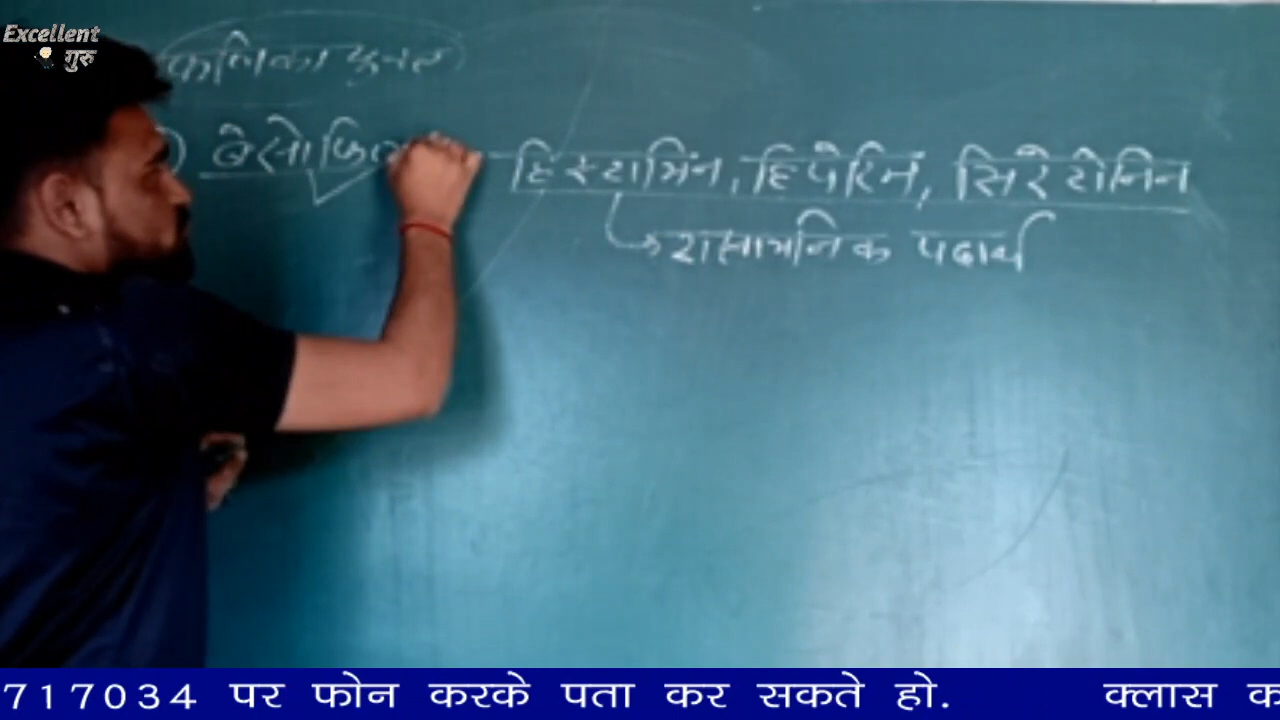 Excellent
गुरु
कणिका युक्त
) बेसोफि
हिस्टामिन, हिपेरिन, सिरेटोनिन
रासायनिक पदार्थ
717034 पर फोन करके पता कर सकते हो. क्लास क